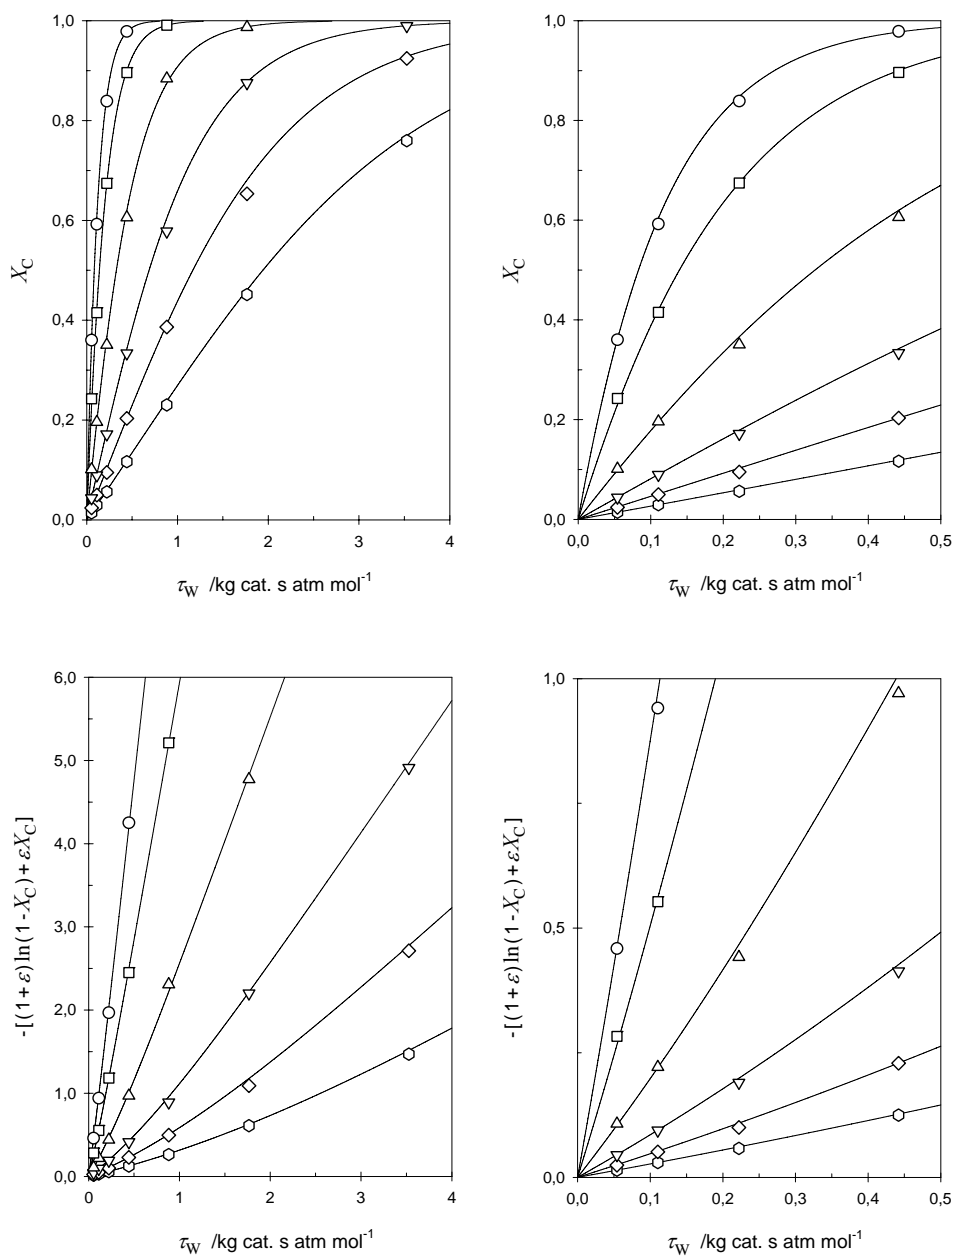 1,0
0,8
0,6
0,4
0,2
0,0
X_C
0 1 2 3 4
τ_W /kg cat. s atm mol⁻¹
1,0
0,8
0,6
0,4
0,2
0,0
X_C
0,0 0,1 0,2 0,3 0,4 0,5
τ_W /kg cat. s atm mol⁻¹
6,0
5,0
4,0
3,0
2,0
1,0
0,0
-[(1+ε)ln(1-X_C)+εX_C]
0 1 2 3 4
τ_W /kg cat. s atm mol⁻¹
1,0
0,5
0,0
-[(1+ε)ln(1-X_C)+εX_C]
0,0 0,1 0,2 0,3 0,4 0,5
τ_W /kg cat. s atm mol⁻¹